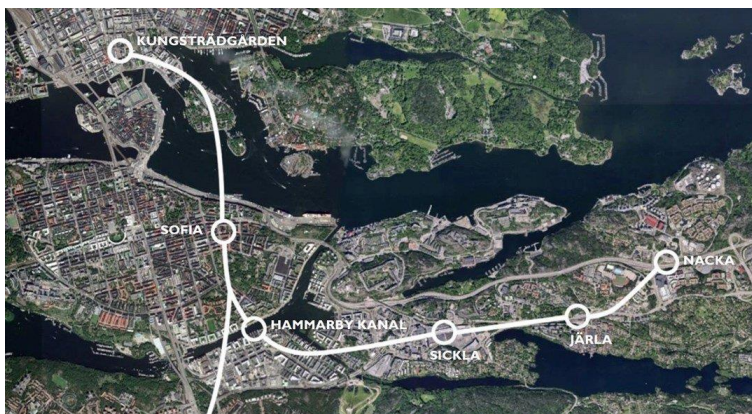 KUNGSTRÄDGÅRDEN
SOFIA
NACKA
HAMMARBY KANAL
JÄRLA
SICKLA